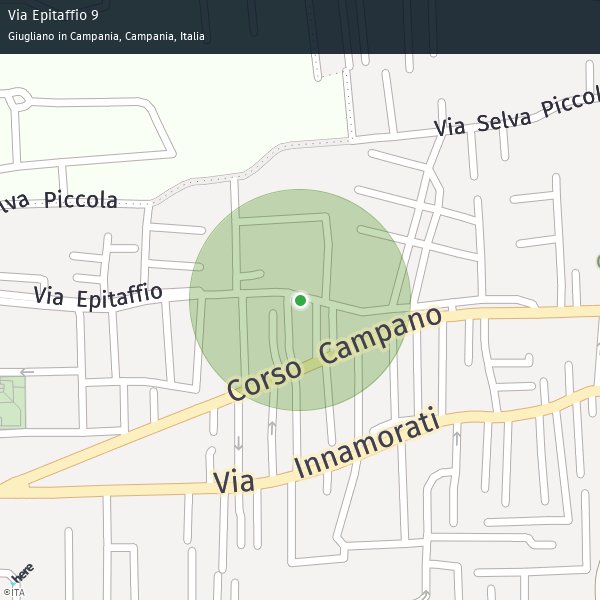 Via Epitaffio 9
Giugliano in Campania, Campania, Italia
Via Selva Piccol
lva Piccola
Via Epitaffio
Corso Campano
Via Innamorati
here
©ITA